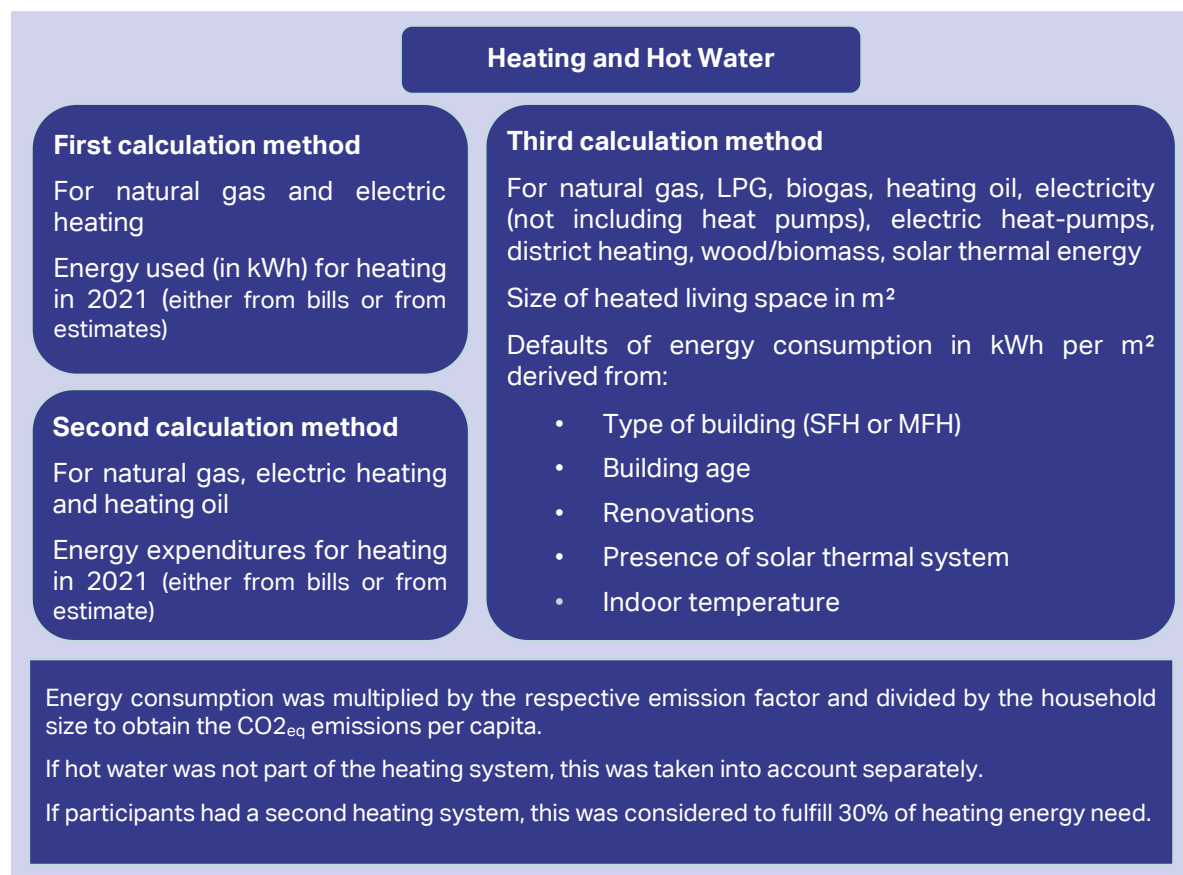 Heating and Hot Water
First calculation method
For natural gas and electric
heating
Energy used (in kWh) for heating
in 2021 (either from bills or from
estimates)
Second calculation method
For natural gas, electric heating
and heating oil
Energy expenditures for heating
in 2021 (either from bills or from
estimate)
Third calculation method
For natural gas, LPG, biogas, heating oil, electricity
(not including heat pumps), electric heat-pumps,
district heating, wood/biomass, solar thermal energy
Size of heated living space in m²
Defaults of energy consumption in kWh per m²
derived from:
• Type of building (SFH or MFH)
• Building age
• Renovations
• Presence of solar thermal system
• Indoor temperature
Energy consumption was multiplied by the respective emission factor and divided by the household
size to obtain the CO2eq emissions per capita.
If hot water was not part of the heating system, this was taken into account separately.
If participants had a second heating system, this was considered to fulfill 30% of heating energy need.